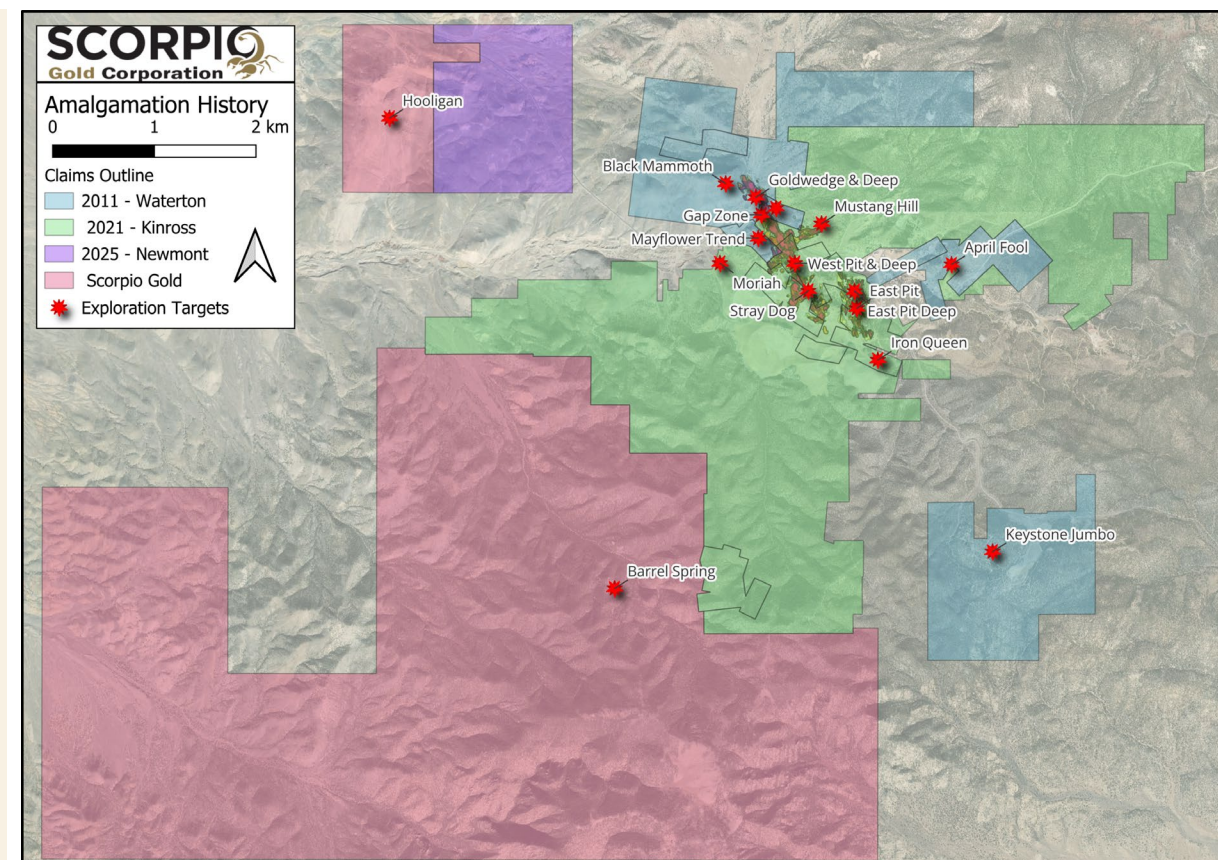 SCORPIO
Gold Corporation
Amalgamation History
0 1 2 km
Claims Outline
2011 - Waterton
2021 - Kinross
2025 - Newmont
Scorpio Gold
Exploration Targets
Hooligan
Black Mammoth
Goldwedge & Deep
Gap Zone
Mustang Hill
Mayflower Trend
West Pit & Deep
April Fool
Moriah
East Pit
Stray Dog
East Pit Deep
Iron Queen
Keystone Jumbo
Barrel Spring